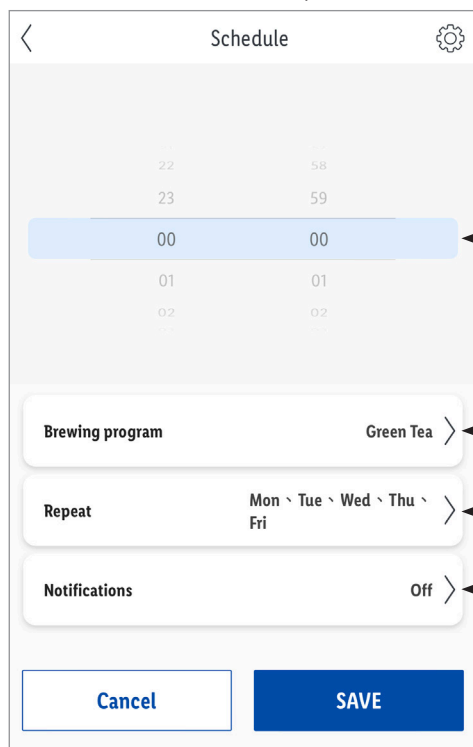 Schedule
22 58
23 59
00 00
01 01
02 02
Brewing program Green Tea
Repeat Mon、Tue、Wed、Thu、
Fri
Notifications Off
Cancel SAVE